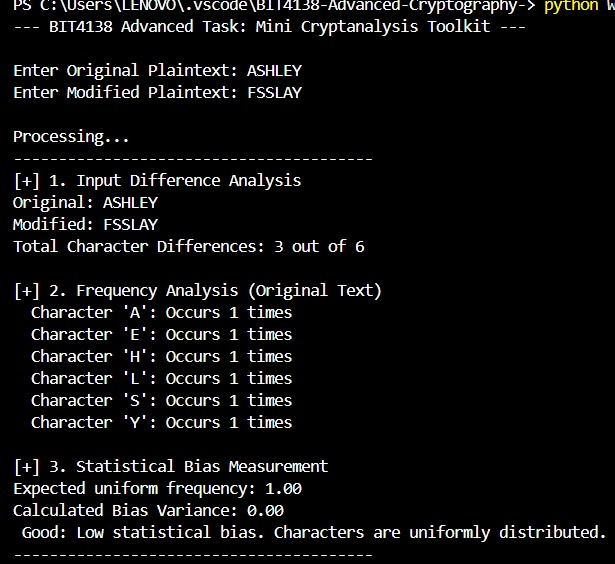 PS C:\Users\LENOVO\.vscode\BIT4138-Advanced-Cryptography-> python
--- BIT4138 Advanced Task: Mini Cryptanalysis Toolkit ---
Enter Original Plaintext: ASHLEY
Enter Modified Plaintext: FSSLAY
Processing...
----------------------------------------
[+] 1. Input Difference Analysis
Original: ASHLEY
Modified: FSSLAY
Total Character Differences: 3 out of 6
[+] 2. Frequency Analysis (Original Text)
Character 'A': Occurs 1 times
Character 'E': Occurs 1 times
Character 'H': Occurs 1 times
Character 'L': Occurs 1 times
Character 'S': Occurs 1 times
Character 'Y': Occurs 1 times
[+] 3. Statistical Bias Measurement
Expected uniform frequency: 1.00
Calculated Bias Variance: 0.00
Good: Low statistical bias. Characters are uniformly distributed.
----------------------------------------